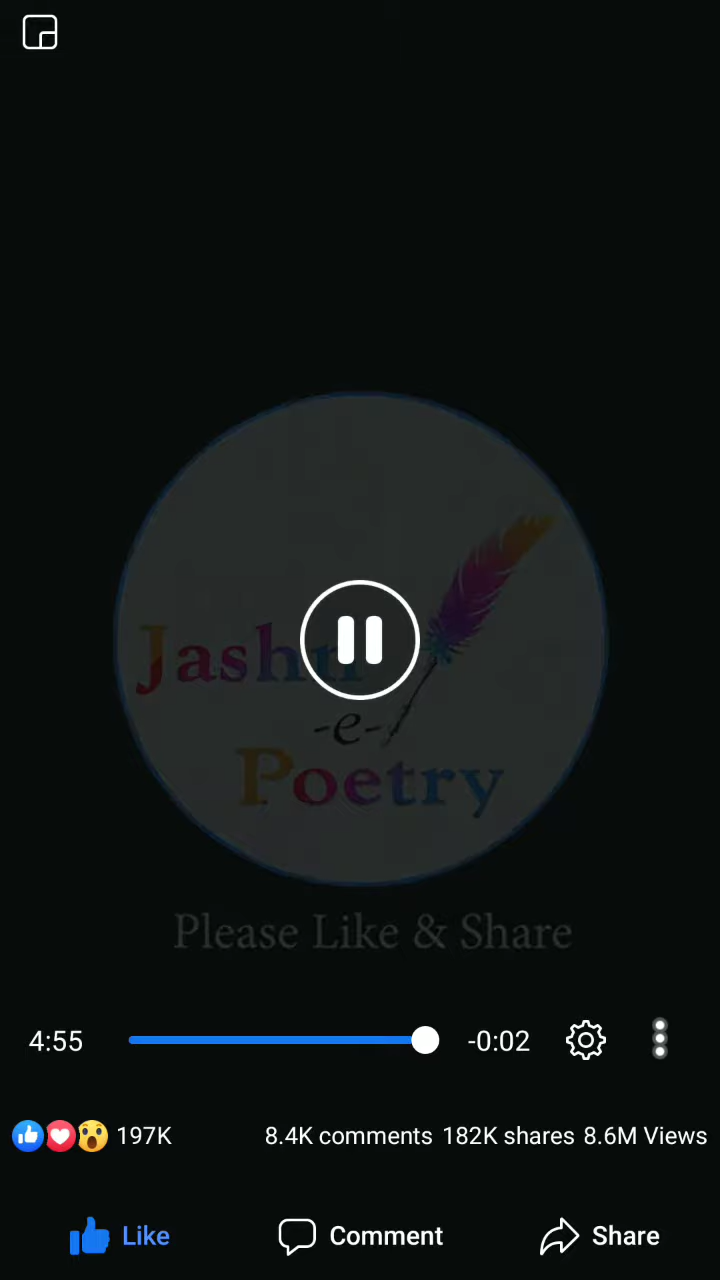 Jashn
-e-
Poetry
Please Like & Share
4:55 -0:02
197K 8.4K comments 182K shares 8.6M Views
Like Comment Share